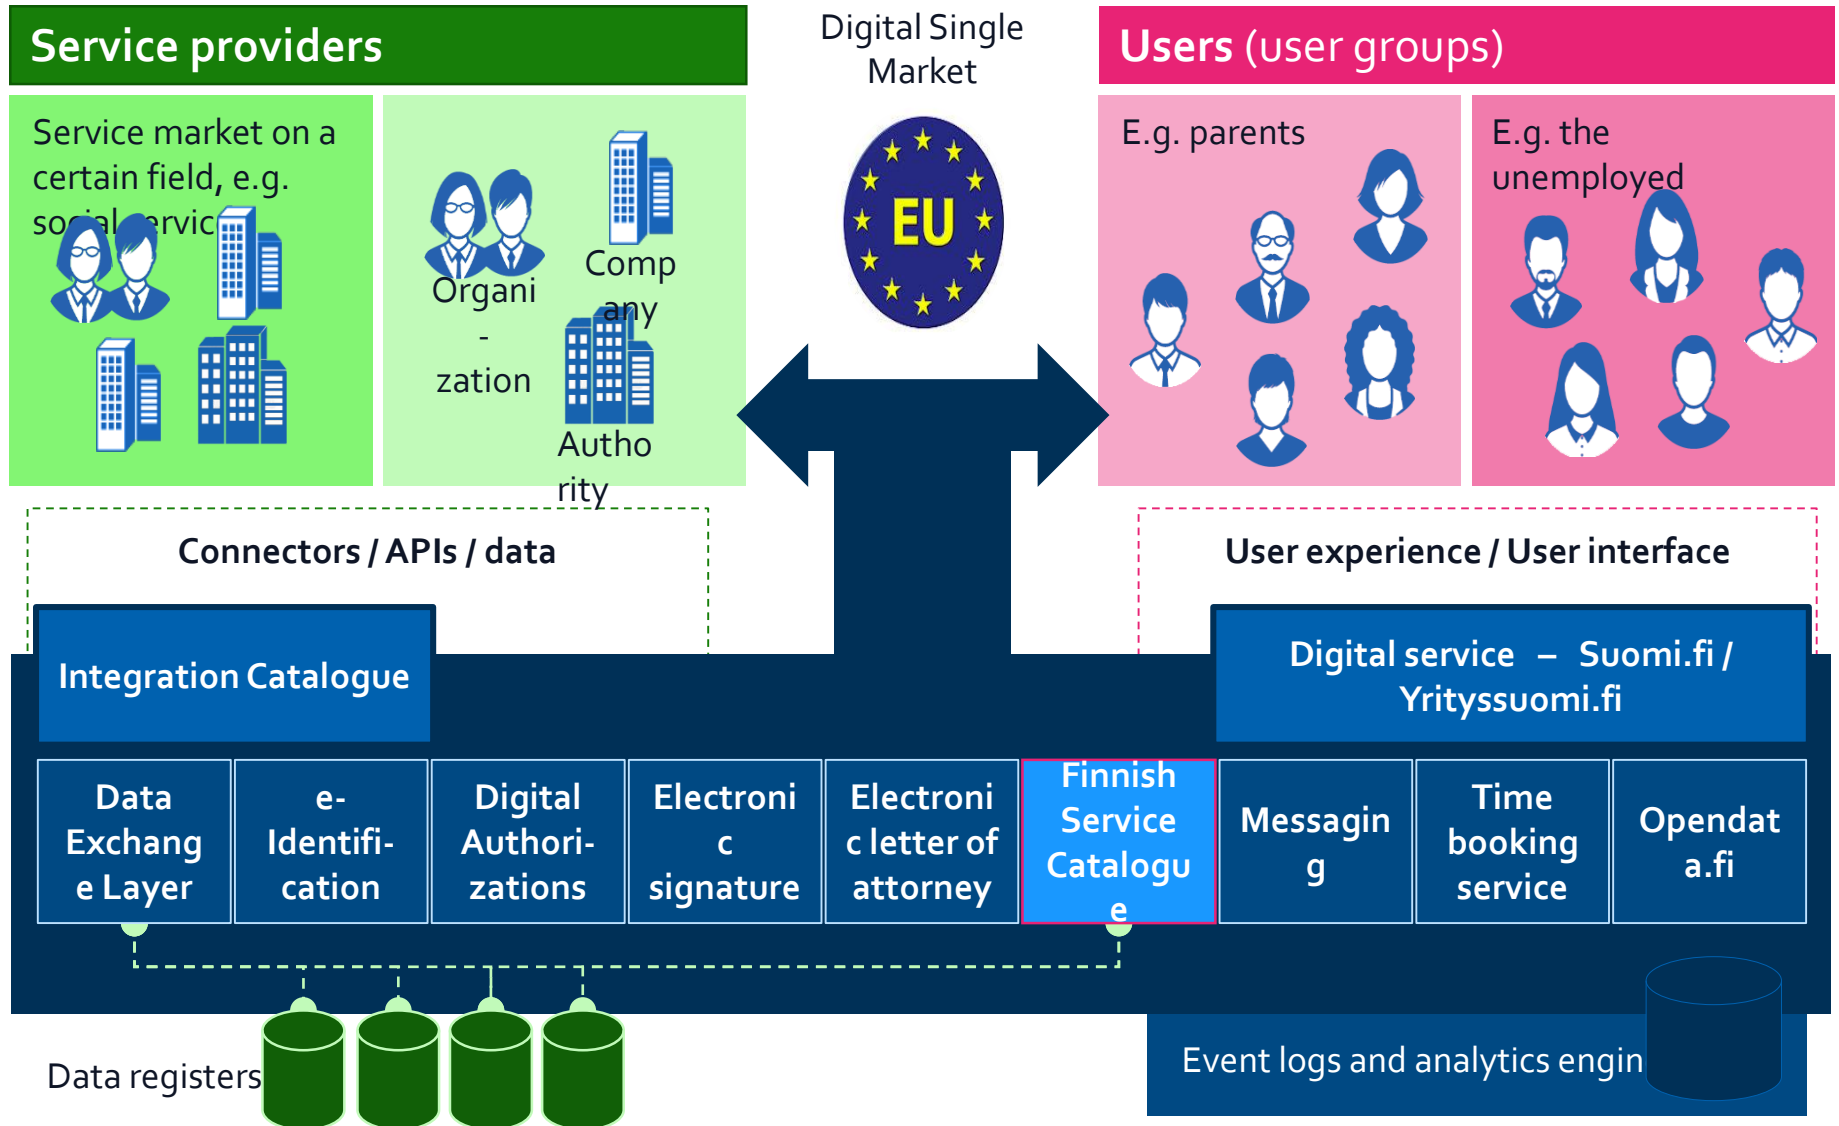 Service providers
Digital Single
Market
Users (user groups)
Service market on a
certain field, e.g.
Organi
-
zation
Comp
any
Autho
rity
EU
E.g. parents
E.g. the
unemployed
Connectors / APIs / data
User experience / User interface
Integration Catalogue
Digital service – Suomi.fi /
Yrityssuomi.fi
Data
Exchang
e Layer
e-
Identifi-
cation
Digital
Authori-
zations
Electroni
c
signature
Electroni
c letter of
attorney
Finnish
Service
Catalogu
e
Messagin
g
Time
booking
service
Opendat
a.fi
Data registers
Event logs and analytics engin